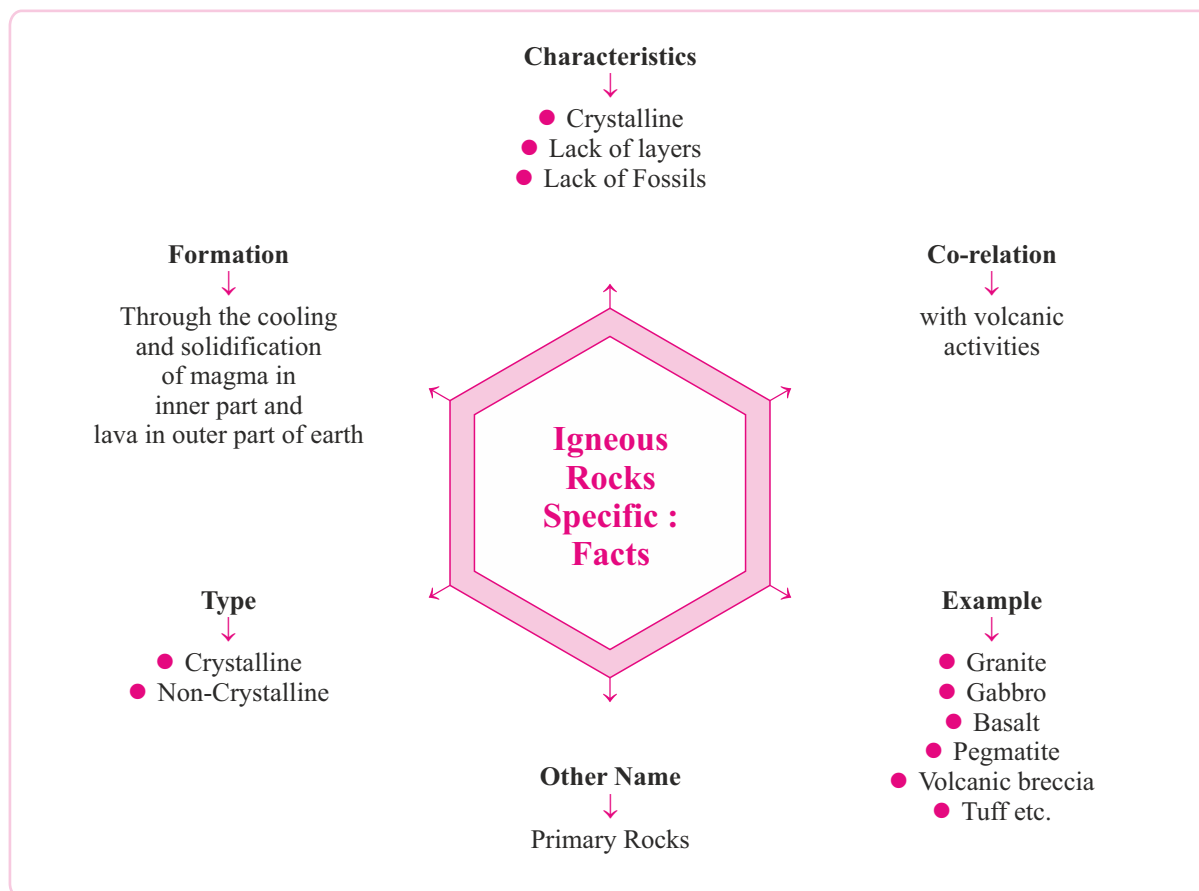 Characteristics
Crystalline
Lack of layers
Lack of Fossils
Formation
Through the cooling
and solidification
of magma in
inner part and
lava in outer part of earth
Co-relation
with volcanic
activities
Igneous
Rocks
Specific :
Facts
Type
Crystalline
Non-Crystalline
Other Name
Primary Rocks
Example
Granite
Gabbro
Basalt
Pegmatite
Volcanic breccia
Tuff etc.